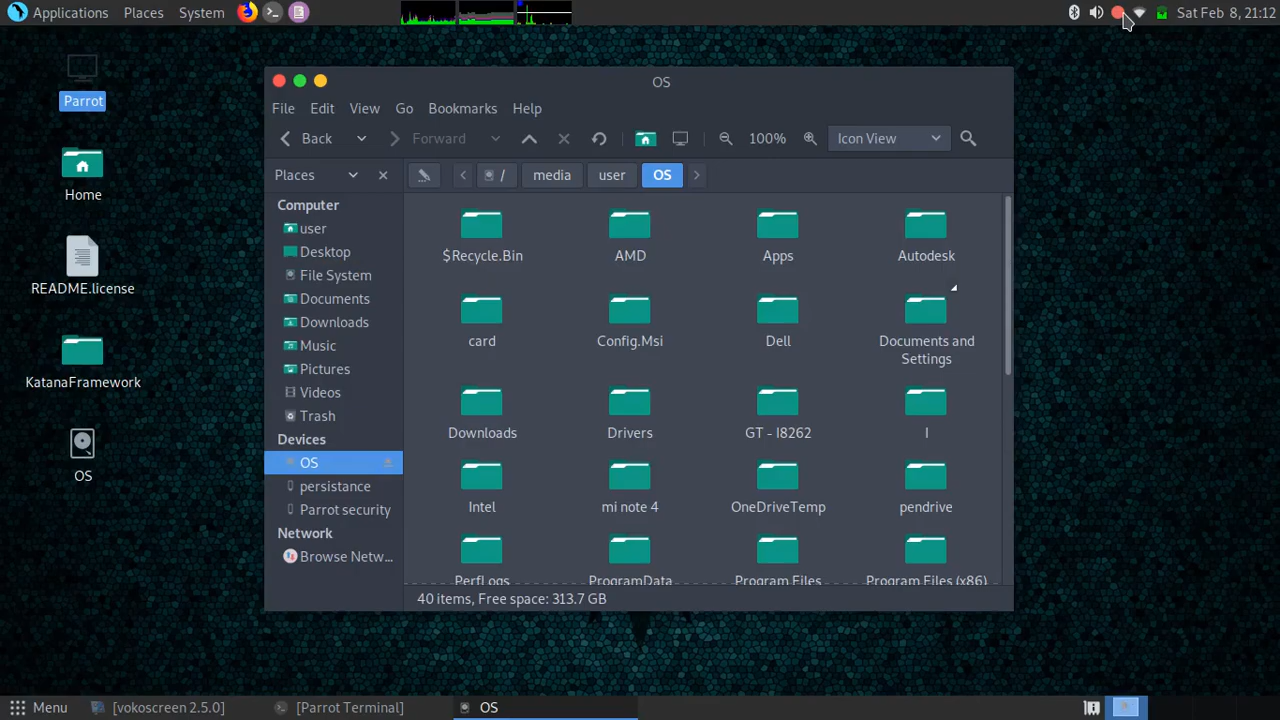 Applications Places System Sat Feb 8, 21:12
Parrot
Home
README.license
KatanaFramework
OS
OS
File Edit View Go Bookmarks Help
Back Forward 100% Icon View
Places / media user OS
Computer
user
Desktop
File System
Documents
Downloads
Music
Pictures
Videos
Trash
Devices
OS
persistance
Parrot security
Network
Browse Netw...
$Recycle.Bin AMD Apps Autodesk
card Config.Msi Dell Documents and
Settings
Downloads Drivers GT - I8262 I
Intel mi note 4 OneDriveTemp pendrive
PerfLogs ProgramData Program Files Program Files (x86)
40 items, Free space: 313.7 GB
Menu [vokoscreen 2.5.0] [Parrot Terminal] OS